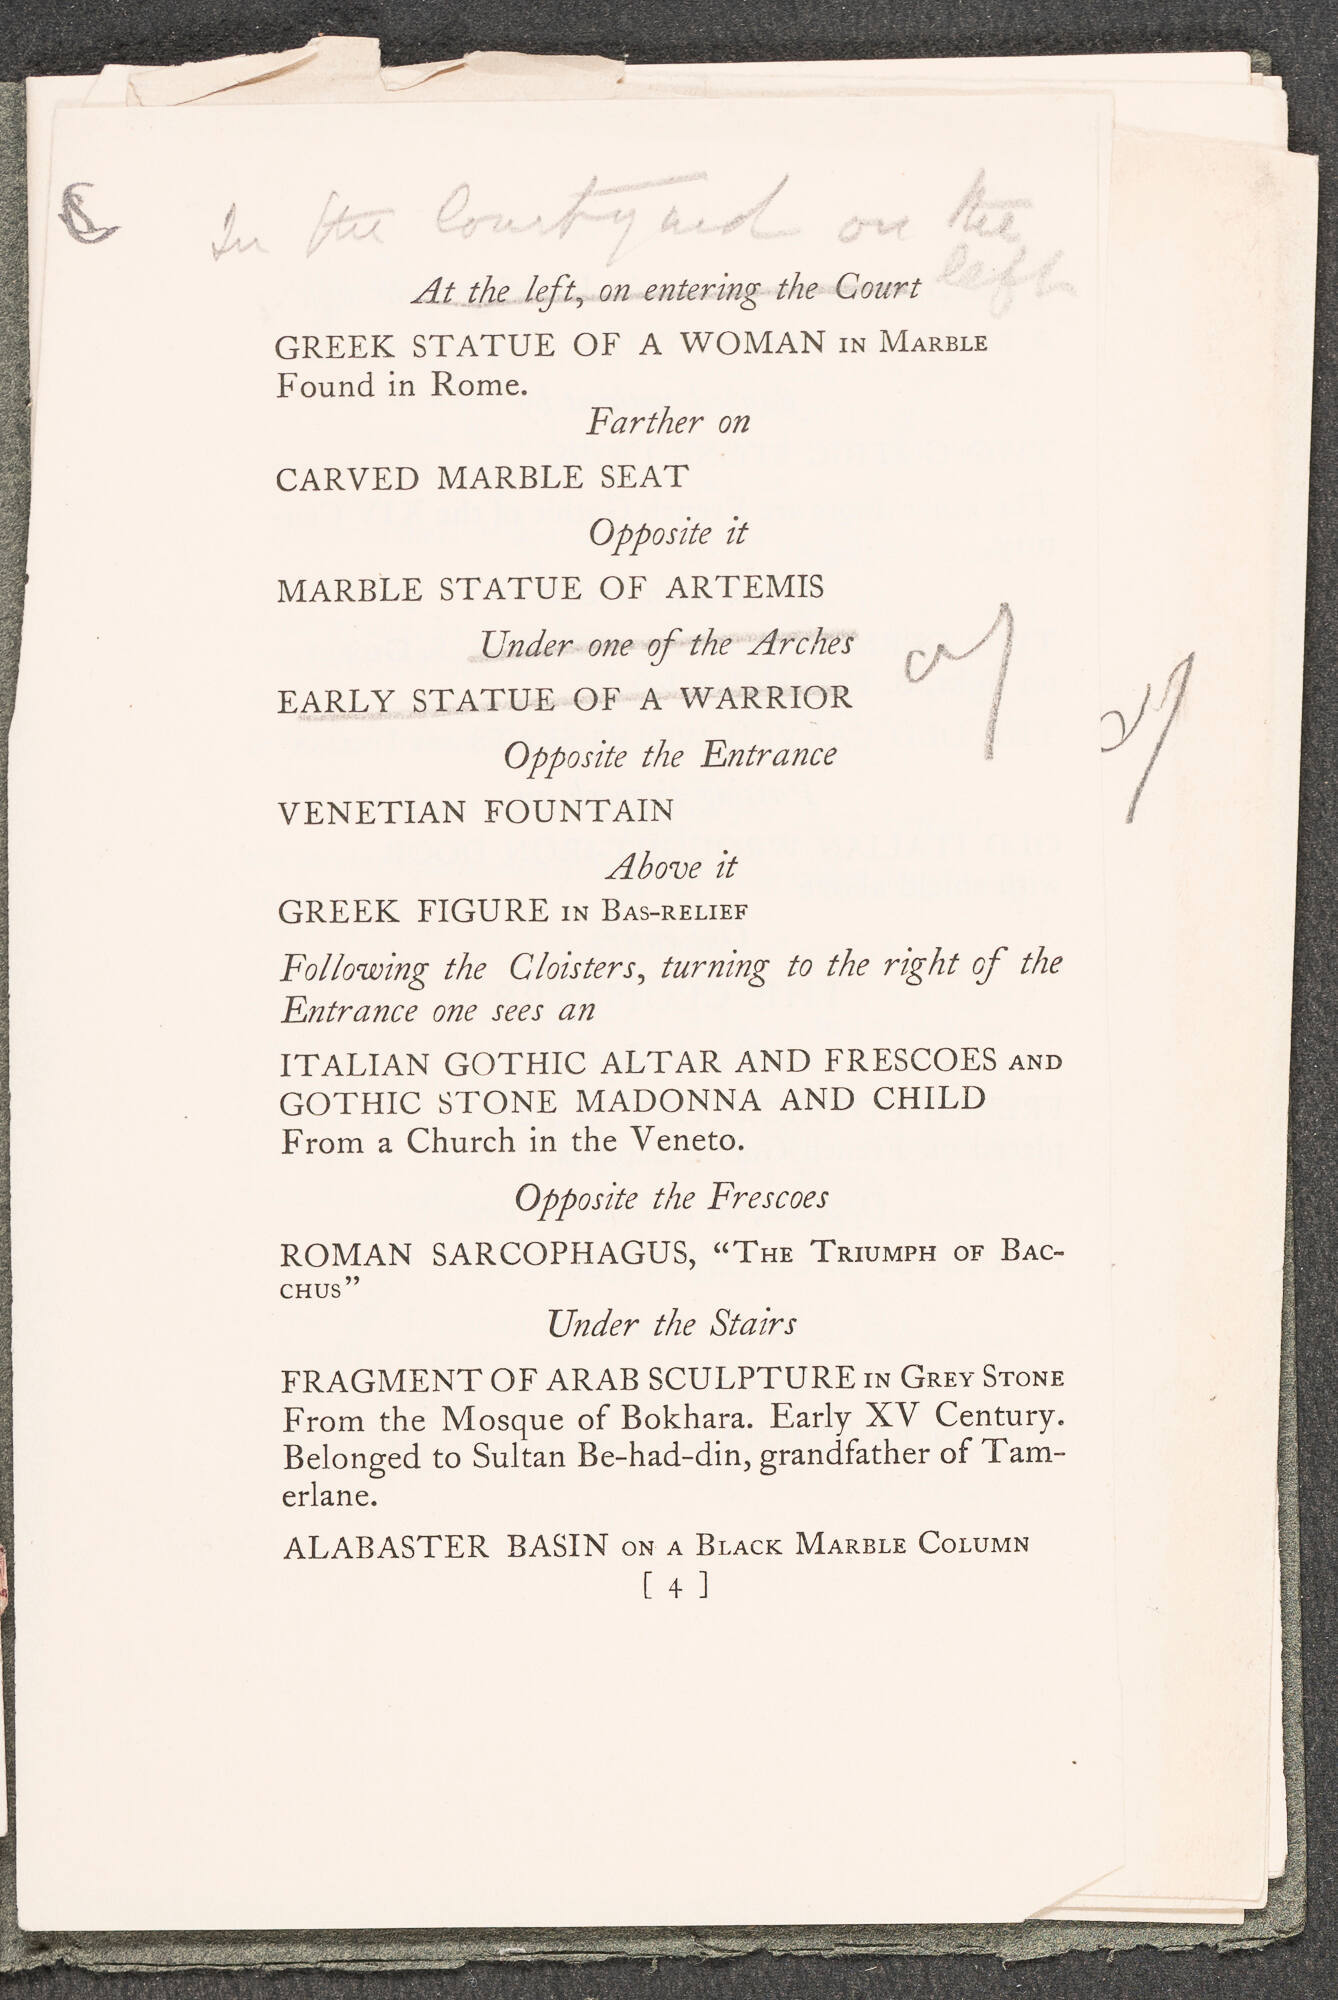 In the Courtyard on the
left
At the left, on entering the Court
GREEK STATUE OF A WOMAN IN MARBLE
Found in Rome.
Farther on
CARVED MARBLE SEAT
Opposite it
MARBLE STATUE OF ARTEMIS
Under one of the Arches
EARLY STATUE OF A WARRIOR
Opposite the Entrance
VENETIAN FOUNTAIN
Above it
GREEK FIGURE IN BAS-RELIEF
Following the Cloisters, turning to the right of the
Entrance one sees an
ITALIAN GOTHIC ALTAR AND FRESCOES AND
GOTHIC STONE MADONNA AND CHILD
From a Church in the Veneto.
Opposite the Frescoes
ROMAN SARCOPHAGUS, “THE TRIUMPH OF BAC-
CHUS”
Under the Stairs
FRAGMENT OF ARAB SCULPTURE IN GREY STONE
From the Mosque of Bokhara. Early XV Century.
Belonged to Sultan Be-had-din, grandfather of Tam-
erlane.
ALABASTER BASIN ON A BLACK MARBLE COLUMN
[ 4 ]